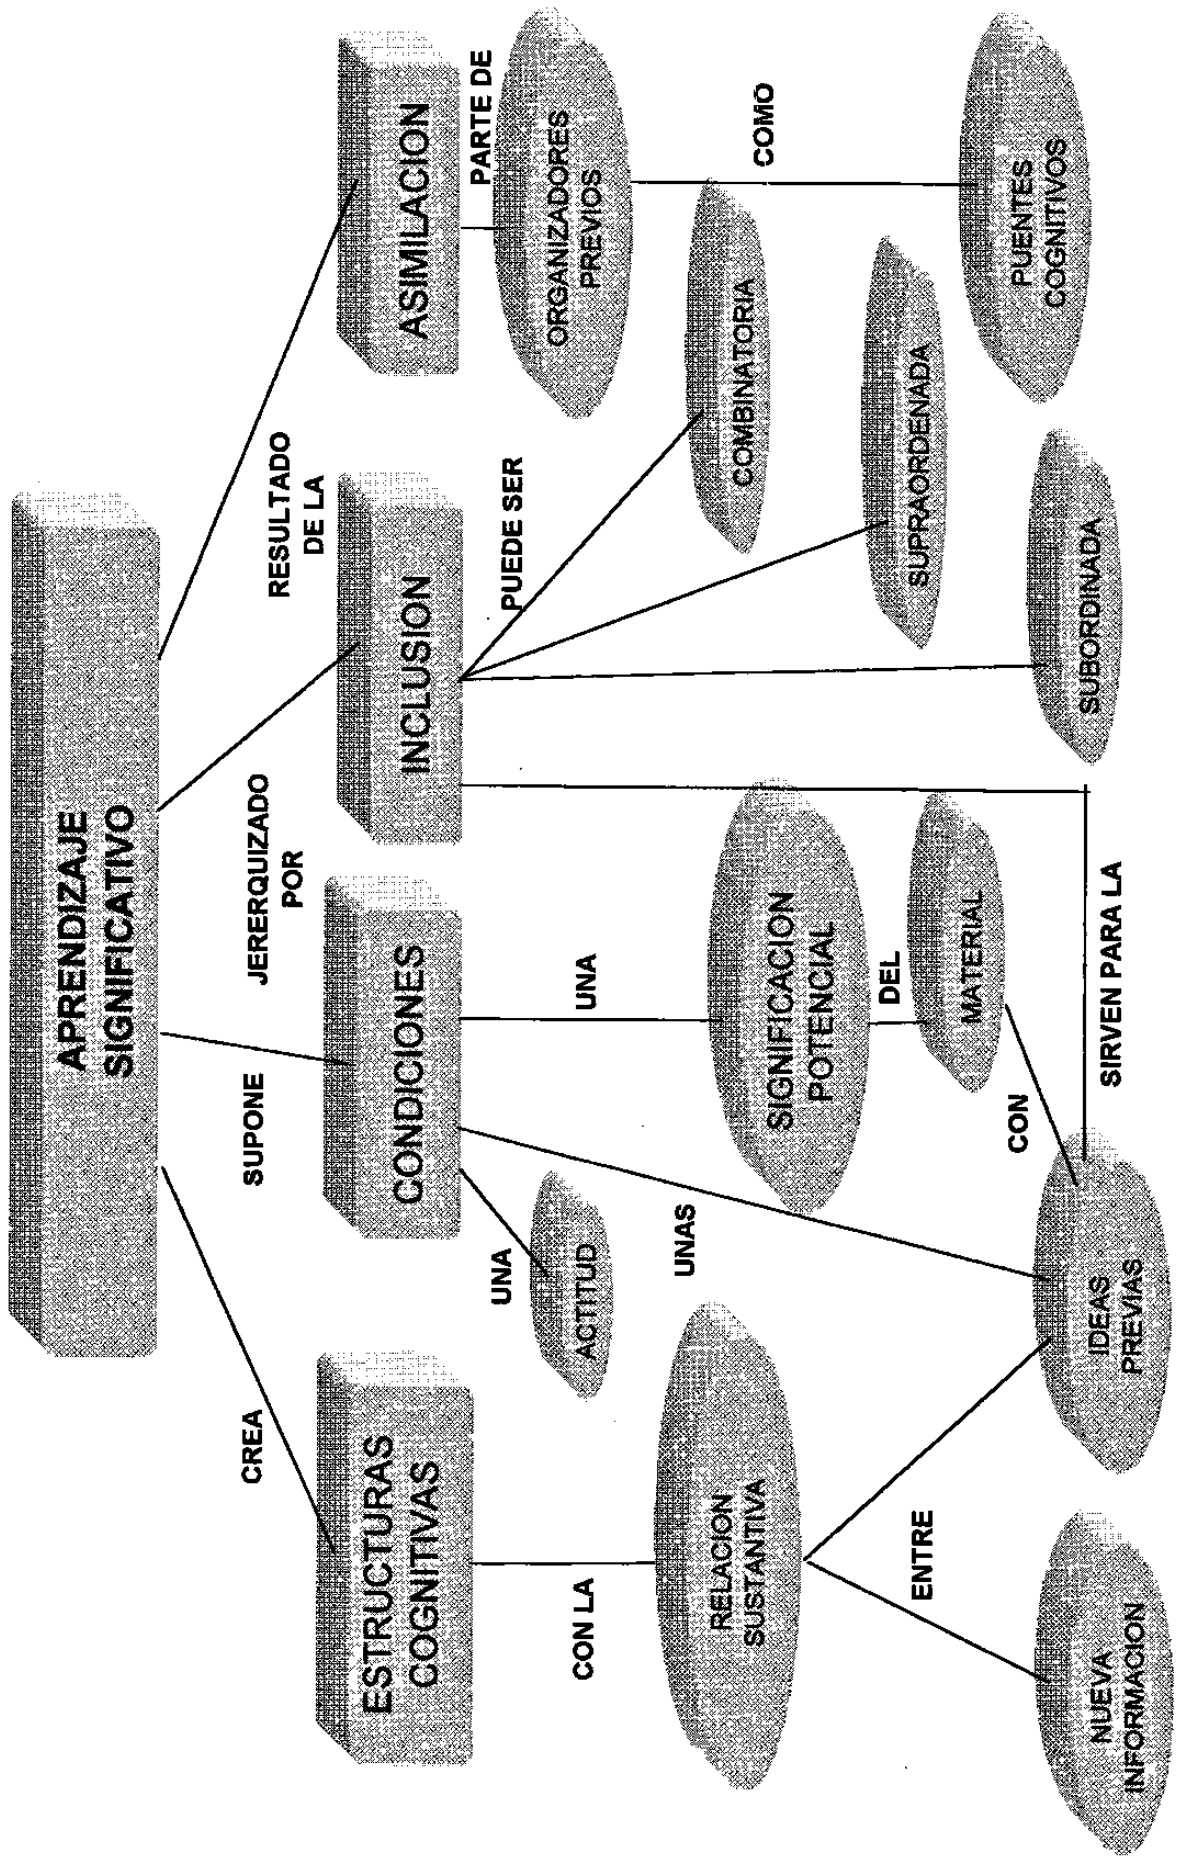 APRENDIZAJE
SIGNIFICATIVO
CREA
SUPONE
JERERQUIZADO
POR
RESULTADO
DE LA
ESTRUCTURAS
COGNITIVAS
CONDICIONES
INCLUSION
ASIMILACION
CON LA
UNA
UNAS
UNA
PUEDE SER
PARTE DE
RELACION
SUSTANTIVA
ACTITUD
SIGNIFICACION
POTENCIAL
DEL
MATERIAL
CON
COMBINATORIA
SUPRAORDENADA
SUBORDINADA
ORGANIZADORES
PREVIOS
COMO
PUENTES
COGNITIVOS
ENTRE
NUEVA
INFORMACION
IDEAS
PREVIAS
SIRVEN PARA LA